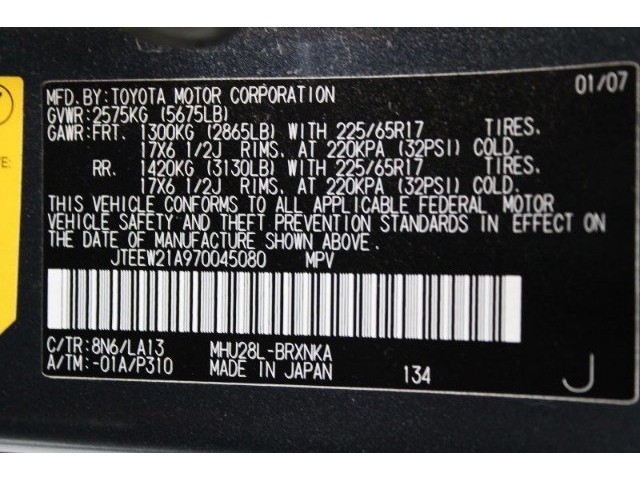 01/07
MFD. BY: TOYOTA MOTOR CORPORATION
GVWR: 2575KG (5675LB)
GAWR: FRT. 1300KG (2865LB) WITH 225/65R17 TIRES.
17X6 1/2J RIMS. AT 220KPA (32PSI) COLD.
RR. 1420KG (3130LB) WITH 225/65R17 TIRES.
17X6 1/2J RIMS. AT 220KPA (32PSI) COLD.
THIS VEHICLE CONFORMS TO ALL APPLICABLE FEDERAL MOTOR
VEHICLE SAFETY AND THEFT PREVENTION STANDARDS IN EFFECT ON
THE DATE OF MANUFACTURE SHOWN ABOVE.
JTEEW21A970045080 MPV
C/TR: 8N6/LA13 MHU28L-BRXNKA
A/TM: -01A/P310 MADE IN JAPAN 134 J